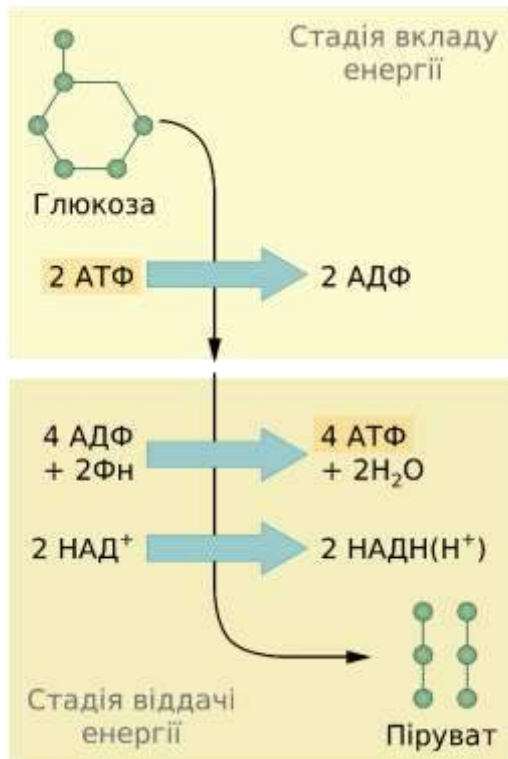 Стадія вкладу
енергії
Глюкоза
2 АТФ
2 АДФ
4 АДФ
+ 2Фн
4 АТФ
+ 2H₂O
2 НАД⁺
2 НАДН(Н⁺)
Стадія віддачі
енергії
Піруват